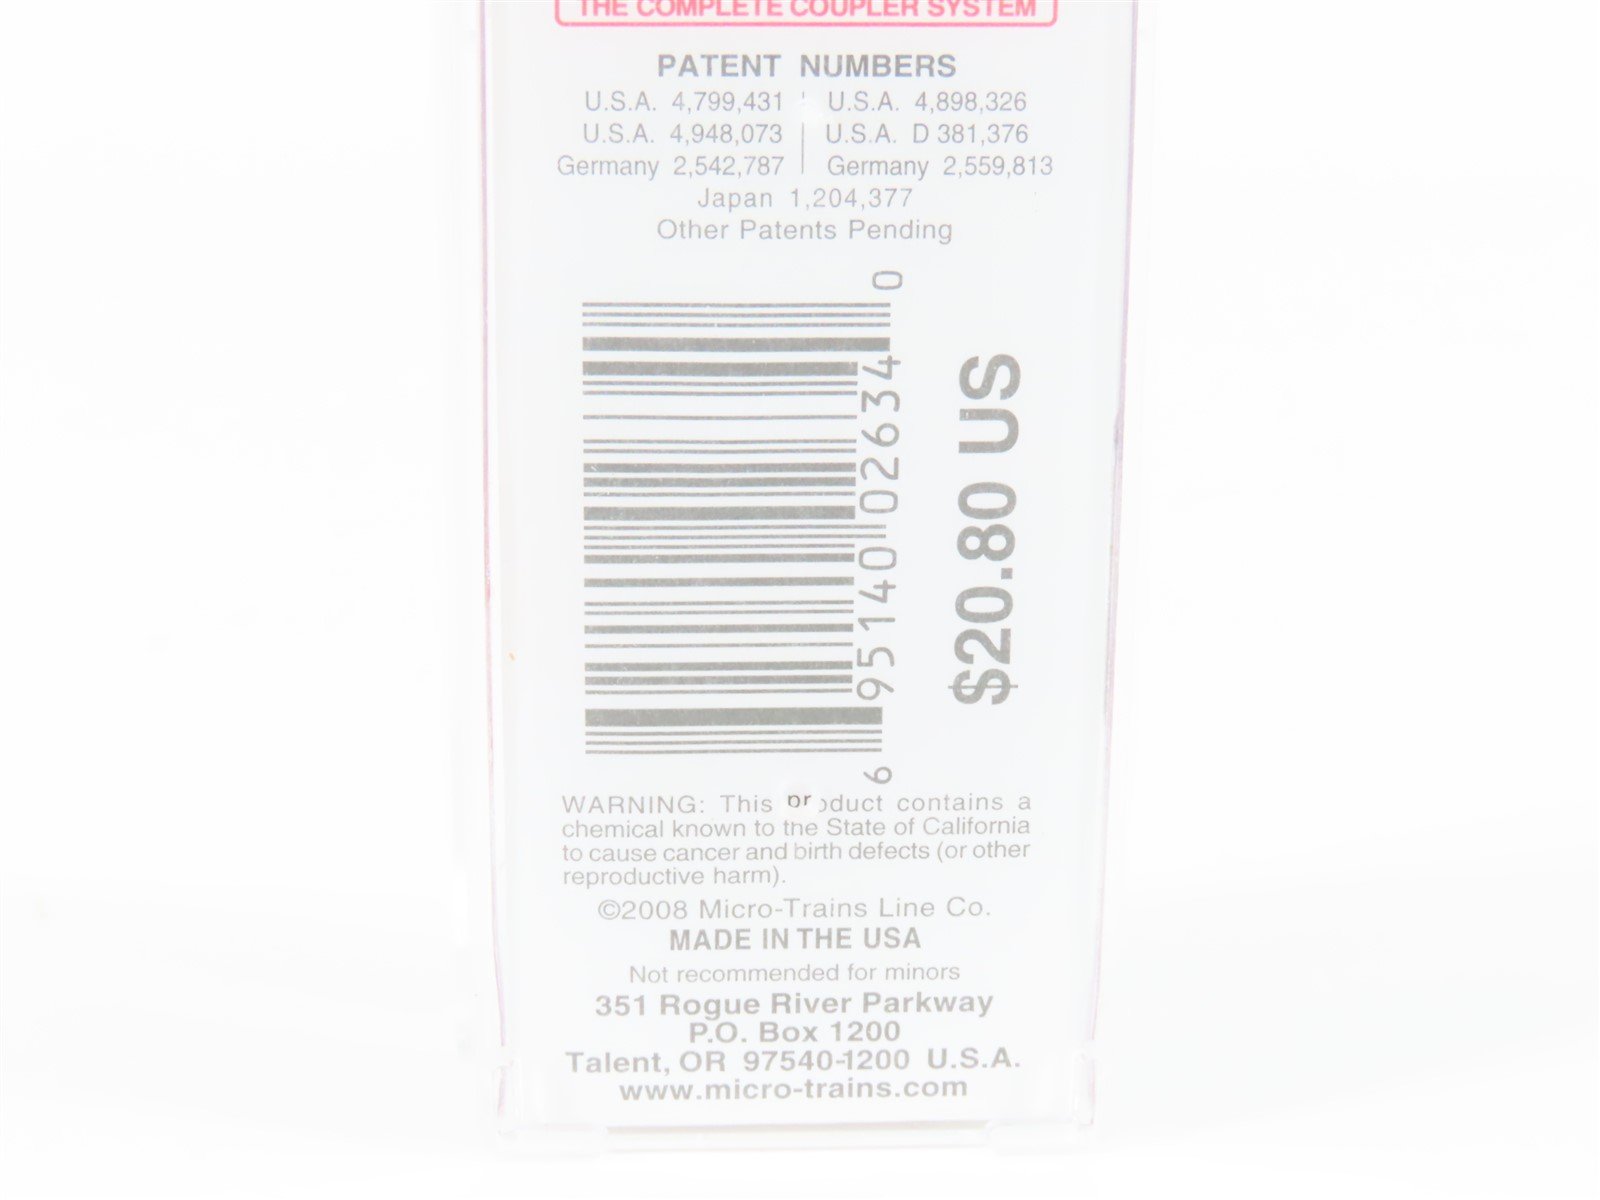 THE COMPLETE COUPLER SYSTEM
PATENT NUMBERS
U.S.A. 4,799,431 | U.S.A. 4,898,326
U.S.A. 4,948,073 | U.S.A. D 381,376
Germany 2,542,787 | Germany 2,559,813
Japan 1,204,377
Other Patents Pending
6 95140 02634 0
$20.80 US
WARNING: This product contains a
chemical known to the State of California
to cause cancer and birth defects (or other
reproductive harm).
©2008 Micro-Trains Line Co.
MADE IN THE USA
Not recommended for minors
351 Rogue River Parkway
P.O. Box 1200
Talent, OR 97540-1200 U.S.A.
www.micro-trains.com